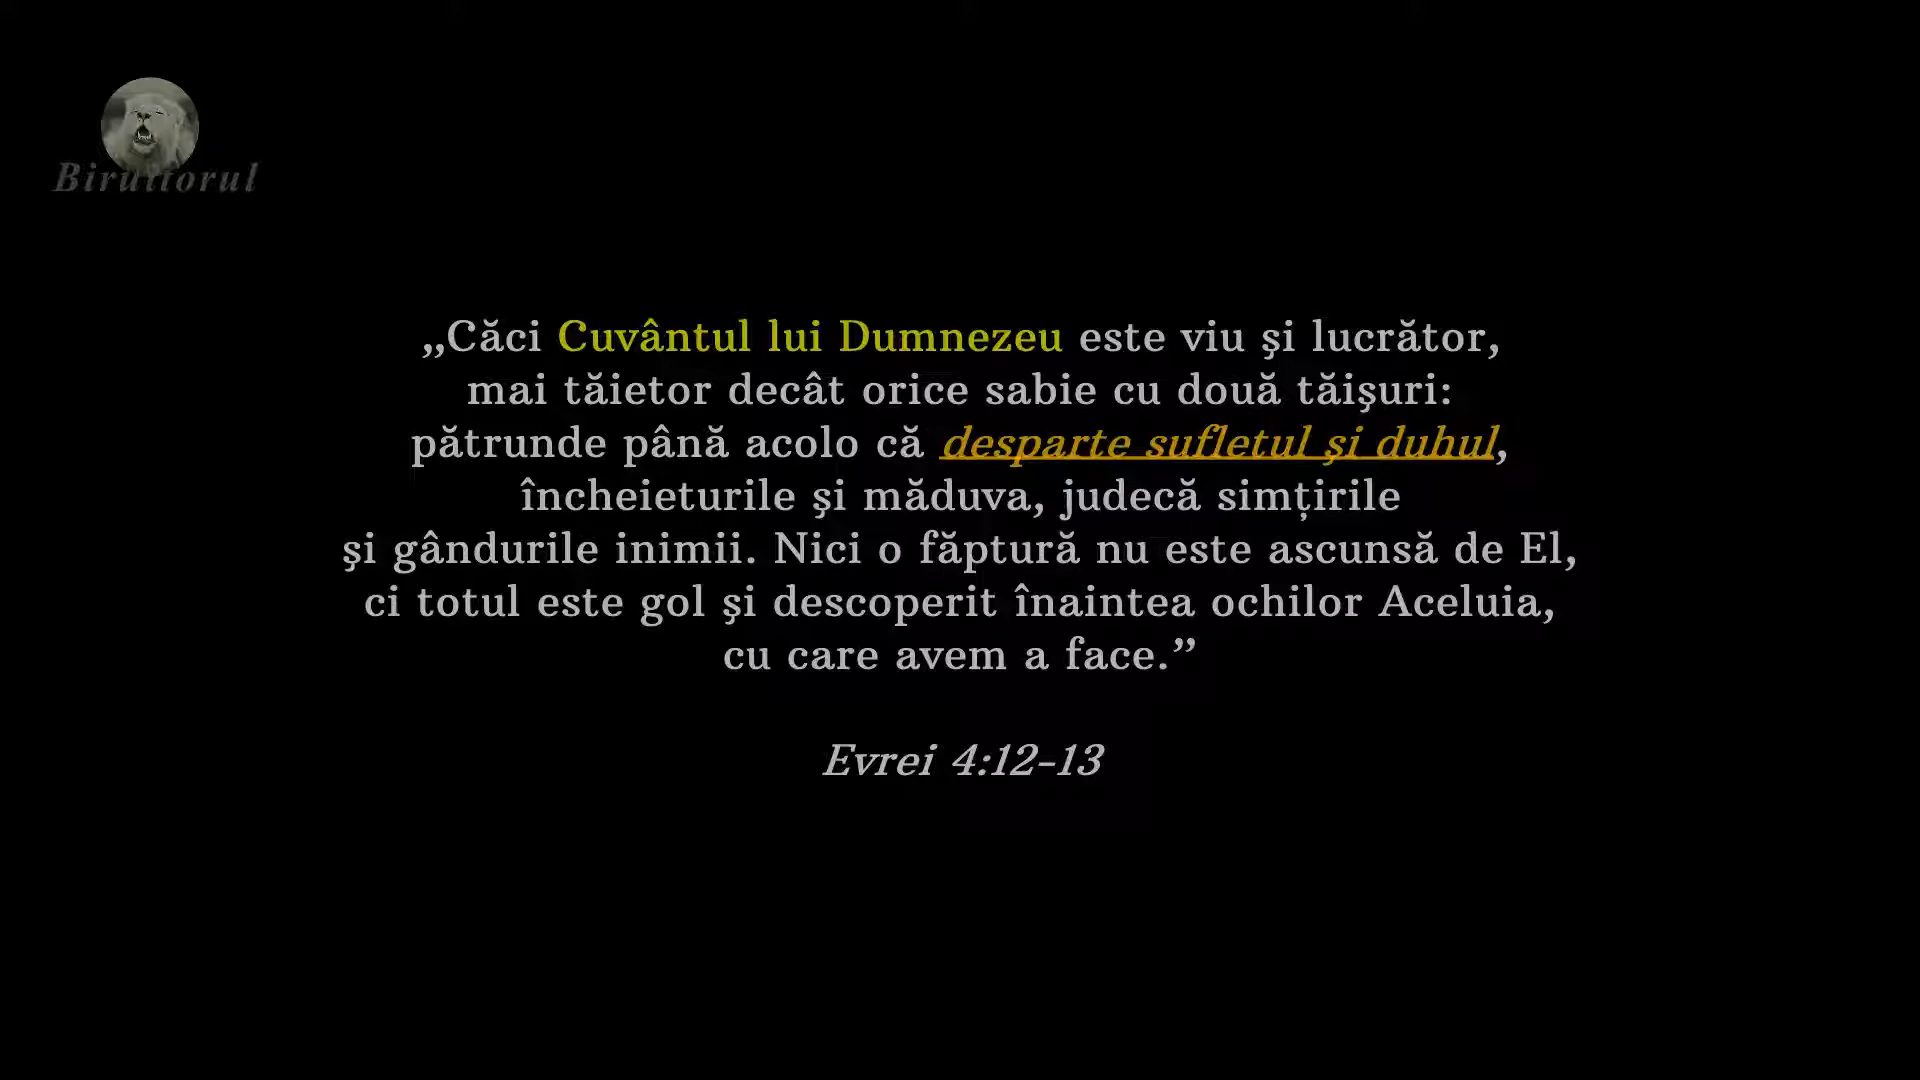 Biruitorul
„Căci Cuvântul lui Dumnezeu este viu şi lucrător,
mai tăietor decât orice sabie cu două tăişuri:
pătrunde până acolo că desparte sufletul şi duhul,
încheieturile şi măduva, judecă simțirile
şi gândurile inimii. Nici o făptură nu este ascunsă de El,
ci totul este gol şi descoperit înaintea ochilor Aceluia,
cu care avem a face.”
Evrei 4:12-13